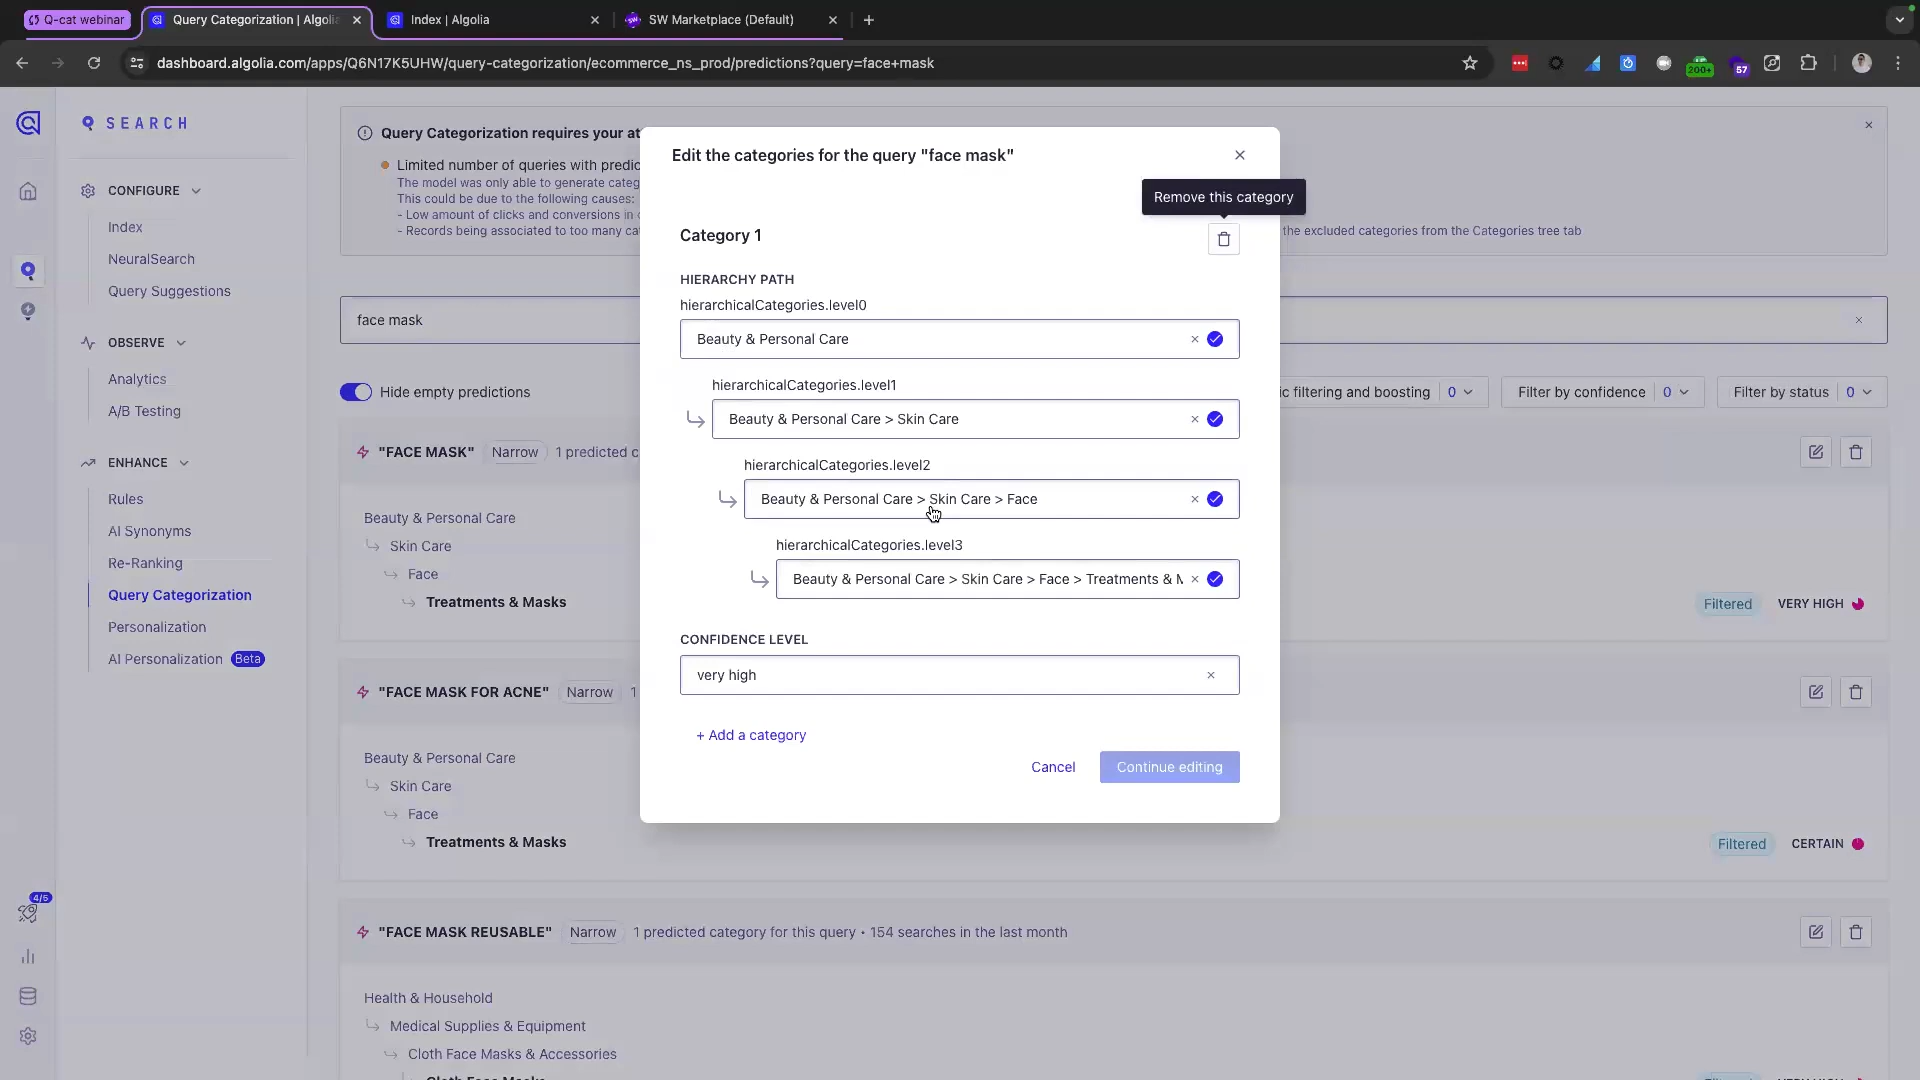 Q-cat webinar
Query Categorization | Algolia
Index | Algolia
SW Marketplace (Default)
dashboard.algolia.com/apps/Q6N17K5UHW/query-categorization/ecommerce_ns_prod/predictions?query=face+mask
200+
57
SEARCH
CONFIGURE
Index
NeuralSearch
Query Suggestions
OBSERVE
Analytics
A/B Testing
ENHANCE
Rules
AI Synonyms
Re-Ranking
Query Categorization
Personalization
AI Personalization Beta
4/5
Query Categorization requires your at
Limited number of queries with predic
The model was only able to generate categ
This could be due to the following causes:
- Low amount of clicks and conversions in
- Records being associated to too many cat
the excluded categories from the Categories tree tab
face mask
Hide empty predictions
ic filtering and boosting 0
Filter by confidence 0
Filter by status 0
"FACE MASK" Narrow 1 predicted c
Beauty & Personal Care
Skin Care
Face
Treatments & Masks
Filtered VERY HIGH
"FACE MASK FOR ACNE" Narrow 1
Beauty & Personal Care
Skin Care
Face
Treatments & Masks
Filtered CERTAIN
"FACE MASK REUSABLE" Narrow 1 predicted category for this query • 154 searches in the last month
Health & Household
Medical Supplies & Equipment
Cloth Face Masks & Accessories
Edit the categories for the query "face mask"
Remove this category
Category 1
HIERARCHY PATH
hierarchicalCategories.level0
Beauty & Personal Care
hierarchicalCategories.level1
Beauty & Personal Care > Skin Care
hierarchicalCategories.level2
Beauty & Personal Care > Skin Care > Face
hierarchicalCategories.level3
Beauty & Personal Care > Skin Care > Face > Treatments & M
CONFIDENCE LEVEL
very high
+ Add a category
Cancel
Continue editing